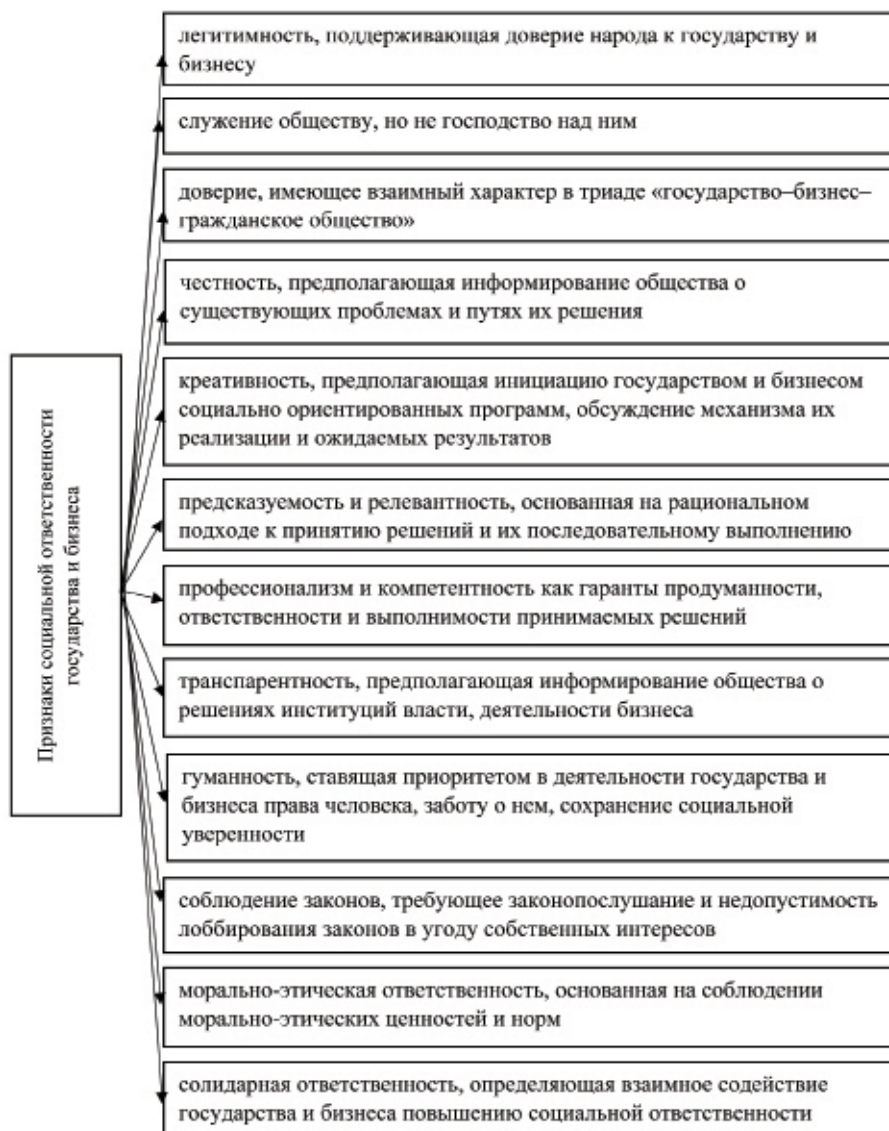 Признаки социальной ответственности
государства и бизнеса
легитимность, поддерживающая доверие народа к государству и
бизнесу
служение обществу, но не господство над ним
доверие, имеющее взаимный характер в триаде «государство–бизнес–
гражданское общество»
честность, предполагающая информирование общества о
существующих проблемах и путях их решения
креативность, предполагающая инициацию государством и бизнесом
социально ориентированных программ, обсуждение механизма их
реализации и ожидаемых результатов
предсказуемость и релевантность, основанная на рациональном
подходе к принятию решений и их последовательному выполнению
профессионализм и компетентность как гаранты продуманности,
ответственности и выполнимости принимаемых решений
транспарентность, предполагающая информирование общества о
решениях институций власти, деятельности бизнеса
гуманность, ставящая приоритетом в деятельности государства и
бизнеса права человека, заботу о нем, сохранение социальной
уверенности
соблюдение законов, требующее законопослушание и недопустимость
лоббирования законов в угоду собственных интересов
морально-этическая ответственность, основанная на соблюдении
морально-этических ценностей и норм
солидарная ответственность, определяющая взаимное содействие
государства и бизнеса повышению социальной ответственности